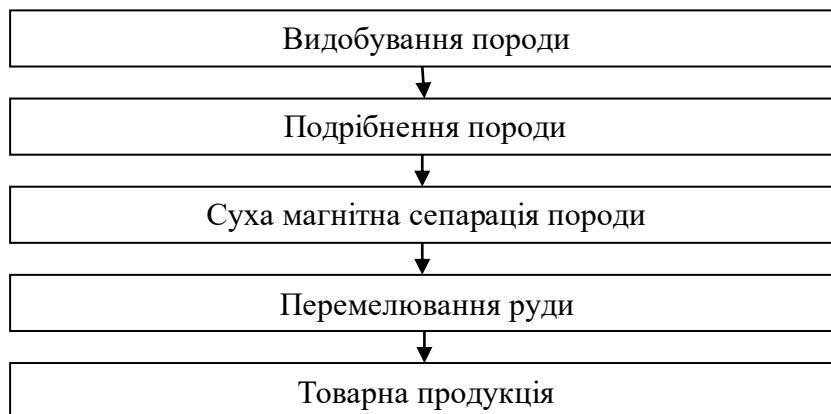 Видобування породи
Подрібнення породи
Суха магнітна сепарація породи
Перемелювання руди
Товарна продукція